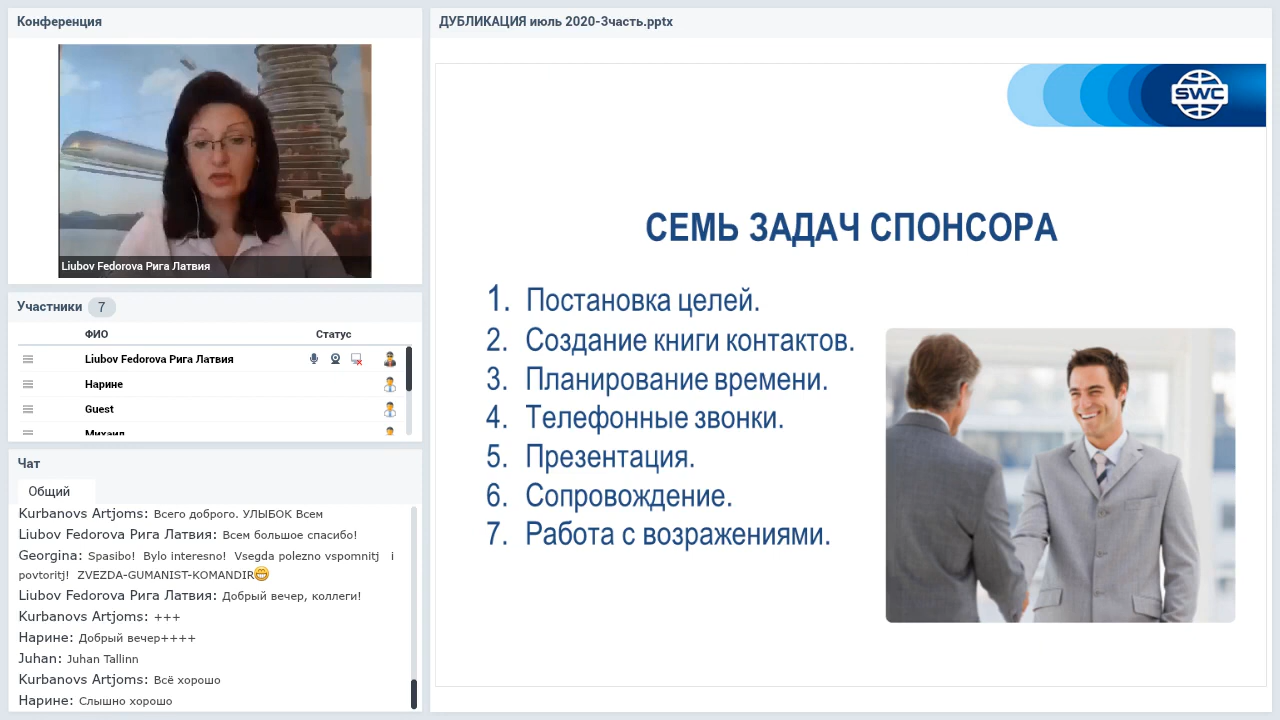 Конференция
Liubov Fedorova Рига Латвия
Участники 7
ФИО Статус
Liubov Fedorova Рига Латвия
Нарине
Guest
Михаил
Чат
Общий
Kurbanovs Artjoms: Всего доброго. УЛЫБОК Всем
Liubov Fedorova Рига Латвия: Всем большое спасибо!
Georgina: Spasibo! Bylo interesno! Vsegda polezno vspomnitj i
povtoritj! ZVEZDA-GUMANIST-KOMANDIR😁
Liubov Fedorova Рига Латвия: Добрый вечер, коллеги!
Kurbanovs Artjoms: +++
Нарине: Добрый вечер++++
Juhan: Juhan Tallinn
Kurbanovs Artjoms: Всё хорошо
Нарине: Слышно хорошо
ДУБЛИКАЦИЯ июль 2020-3часть.pptx
SWC
СЕМЬ ЗАДАЧ СПОНСОРА
1. Постановка целей.
2. Создание книги контактов.
3. Планирование времени.
4. Телефонные звонки.
5. Презентация.
6. Сопровождение.
7. Работа с возражениями.